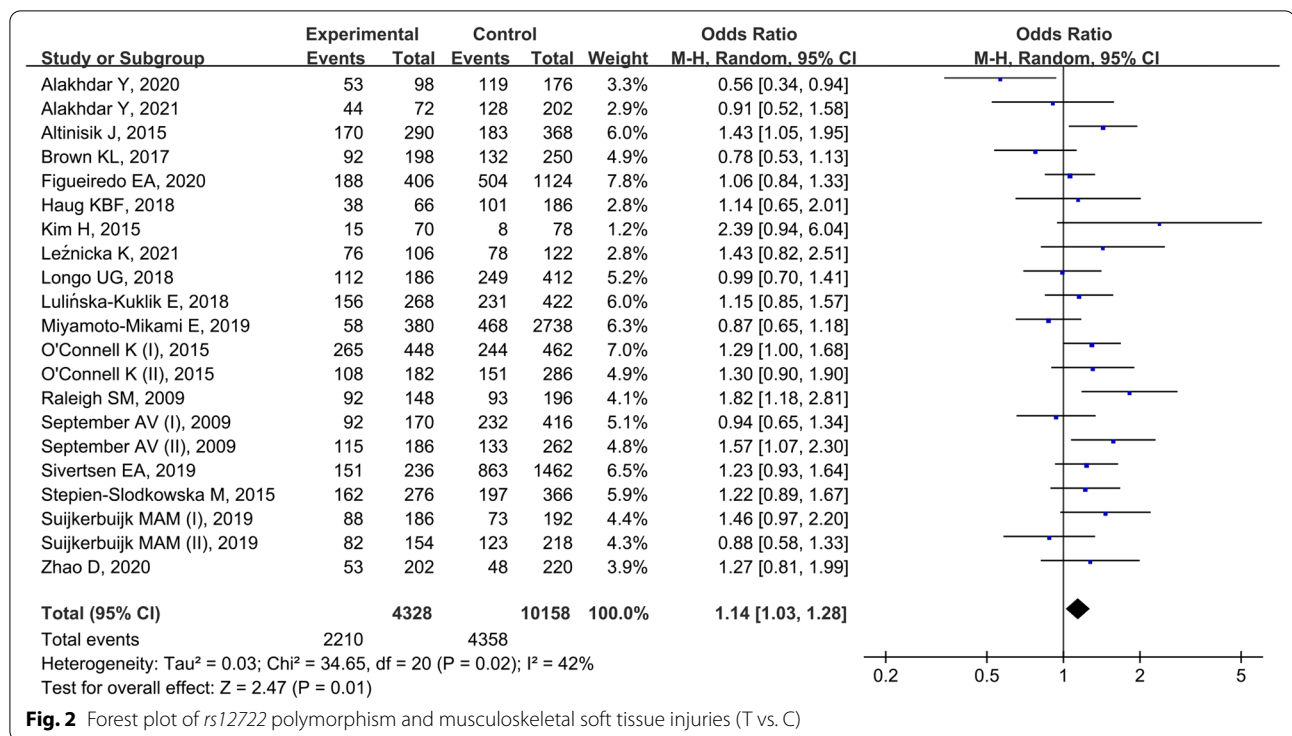 Experimental Control Odds Ratio Odds Ratio
Study or Subgroup Events Total Events Total Weight M-H, Random, 95% CI M-H, Random, 95% CI
Alakhdar Y, 2020 53 98 119 176 3.3% 0.56 [0.34, 0.94]
Alakhdar Y, 2021 44 72 128 202 2.9% 0.91 [0.52, 1.58]
Altinisik J, 2015 170 290 183 368 6.0% 1.43 [1.05, 1.95]
Brown KL, 2017 92 198 132 250 4.9% 0.78 [0.53, 1.13]
Figueiredo EA, 2020 188 406 504 1124 7.8% 1.06 [0.84, 1.33]
Haug KBF, 2018 38 66 101 186 2.8% 1.14 [0.65, 2.01]
Kim H, 2015 15 70 8 78 1.2% 2.39 [0.94, 6.04]
Leźnicka K, 2021 76 106 78 122 2.8% 1.43 [0.82, 2.51]
Longo UG, 2018 112 186 249 412 5.2% 0.99 [0.70, 1.41]
Lulińska-Kuklik E, 2018 156 268 231 422 6.0% 1.15 [0.85, 1.57]
Miyamoto-Mikami E, 2019 58 380 468 2738 6.3% 0.87 [0.65, 1.18]
O'Connell K (I), 2015 265 448 244 462 7.0% 1.29 [1.00, 1.68]
O'Connell K (II), 2015 108 182 151 286 4.9% 1.30 [0.90, 1.90]
Raleigh SM, 2009 92 148 93 196 4.1% 1.82 [1.18, 2.81]
September AV (I), 2009 92 170 232 416 5.1% 0.94 [0.65, 1.34]
September AV (II), 2009 115 186 133 262 4.8% 1.57 [1.07, 2.30]
Sivertsen EA, 2019 151 236 863 1462 6.5% 1.23 [0.93, 1.64]
Stepien-Slodkowska M, 2015 162 276 197 366 5.9% 1.22 [0.89, 1.67]
Suijkerbuijk MAM (I), 2019 88 186 73 192 4.4% 1.46 [0.97, 2.20]
Suijkerbuijk MAM (II), 2019 82 154 123 218 4.3% 0.88 [0.58, 1.33]
Zhao D, 2020 53 202 48 220 3.9% 1.27 [0.81, 1.99]
Total (95% CI) 4328 10158 100.0% 1.14 [1.03, 1.28]
Total events 2210 4358
Heterogeneity: Tau² = 0.03; Chi² = 34.65, df = 20 (P = 0.02); I² = 42%
Test for overall effect: Z = 2.47 (P = 0.01)
0.2 0.5 1 2 5
Fig. 2 Forest plot of rs12722 polymorphism and musculoskeletal soft tissue injuries (T vs. C)